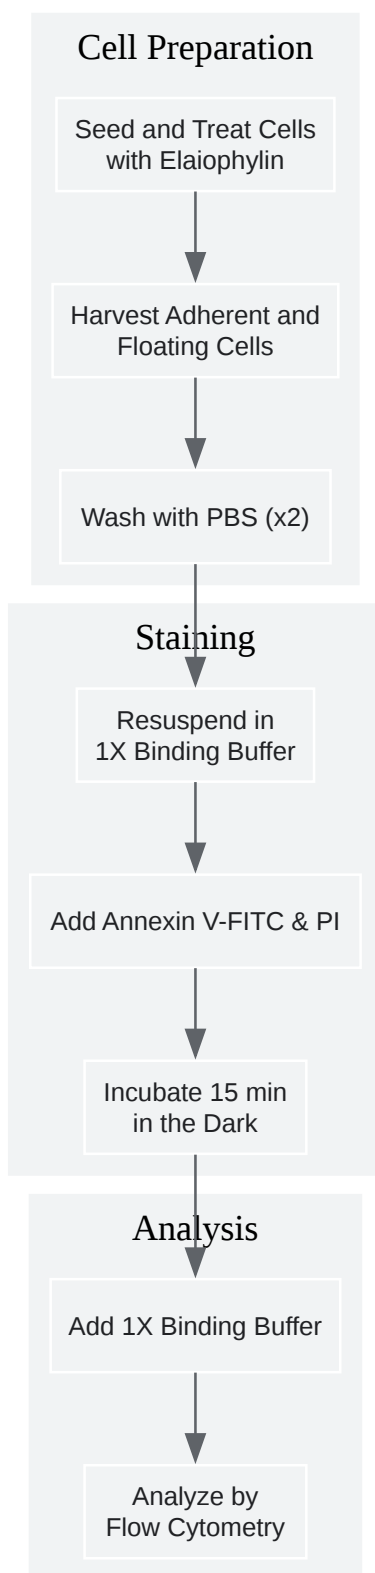 Cell Preparation
Seed and Treat Cells
with Elaiophylin
Harvest Adherent and
Floating Cells
Wash with PBS (x2)
Staining
Resuspend in
1X Binding Buffer
Add Annexin V-FITC & PI
Incubate 15 min
in the Dark
Analysis
Add 1X Binding Buffer
Analyze by
Flow Cytometry